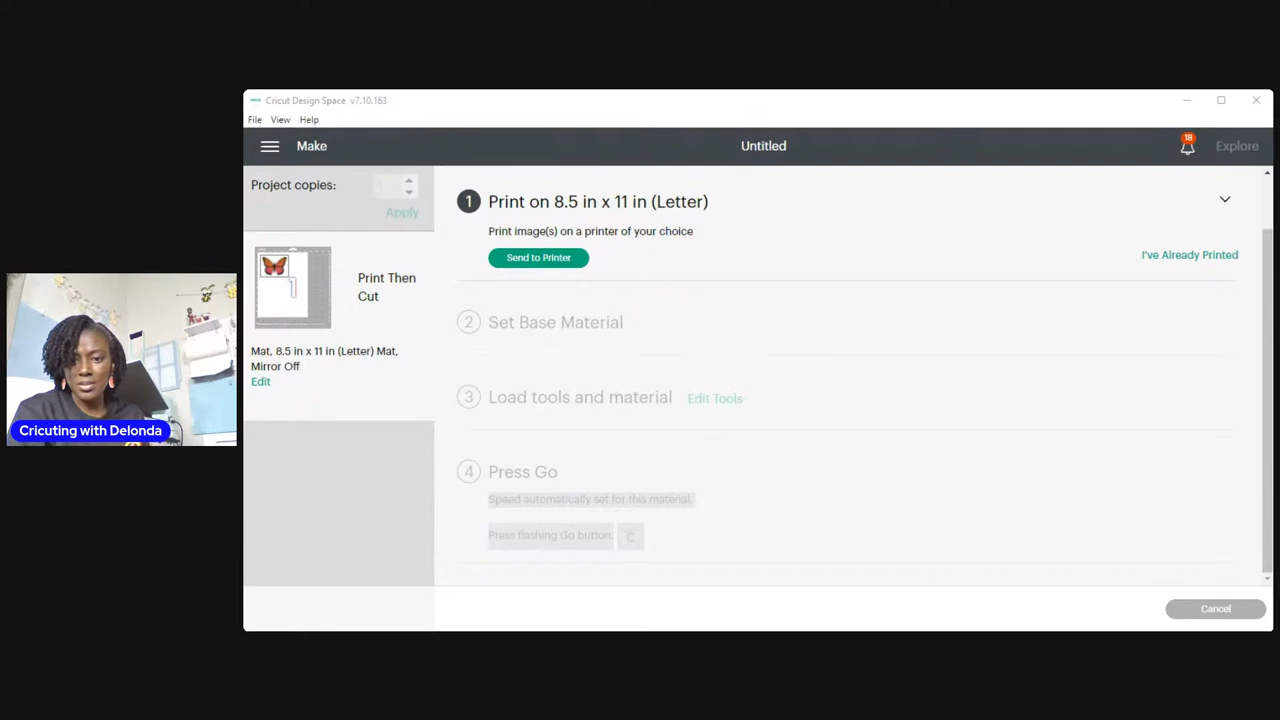 Cricut Design Space v7.10.163
File View Help
Make
Untitled
18
Explore
Project copies:
Apply
Print Then
Cut
Mat, 8.5 in x 11 in (Letter) Mat,
Mirror Off
Edit
1 Print on 8.5 in x 11 in (Letter)
Print image(s) on a printer of your choice
Send to Printer
I've Already Printed
2 Set Base Material
3 Load tools and material Edit Tools
4 Press Go
Speed automatically set for this material.
Press flashing Go button. C
Cancel
Cricuting with Delonda